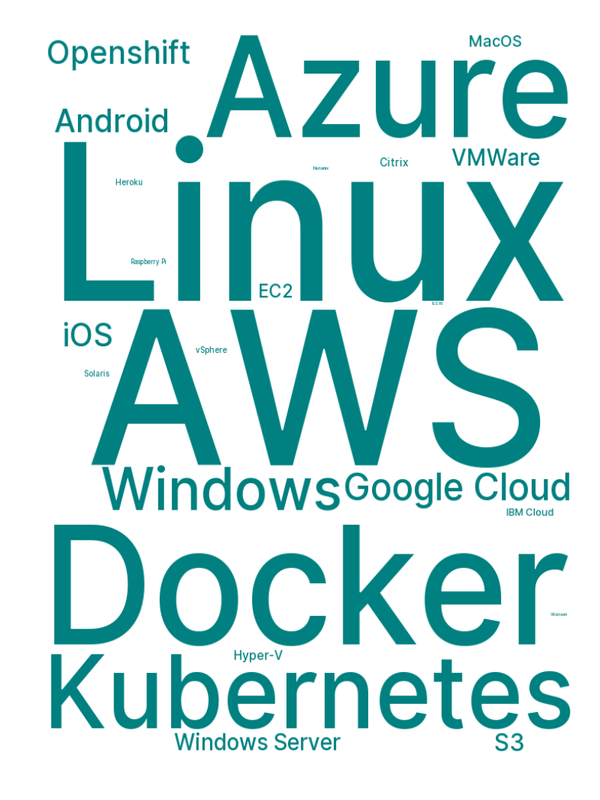 Openshift
MacOS
Azure
Android
VMWare
Citrix
Linux
Heroku
Raspberry Pi
EC2
iOS
AWS
vSphere
Solaris
Windows
Google Cloud
IBM Cloud
Docker
Hyper-V
Kubernetes
Windows Server
S3